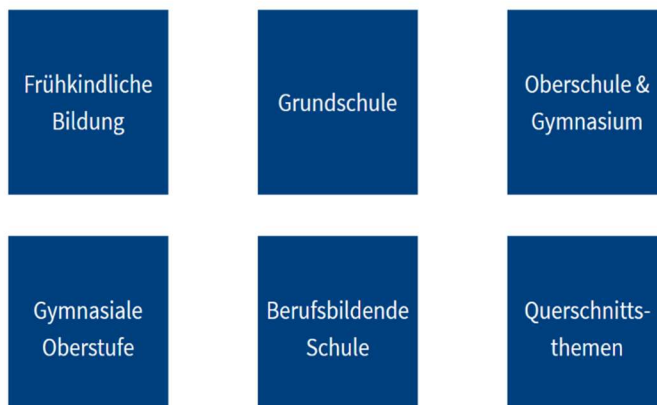 Frühkindliche
Bildung
Grundschule
Oberschule &
Gymnasium
Gymnasiale
Oberstufe
Berufsbildende
Schule
Querschnitts-
themen